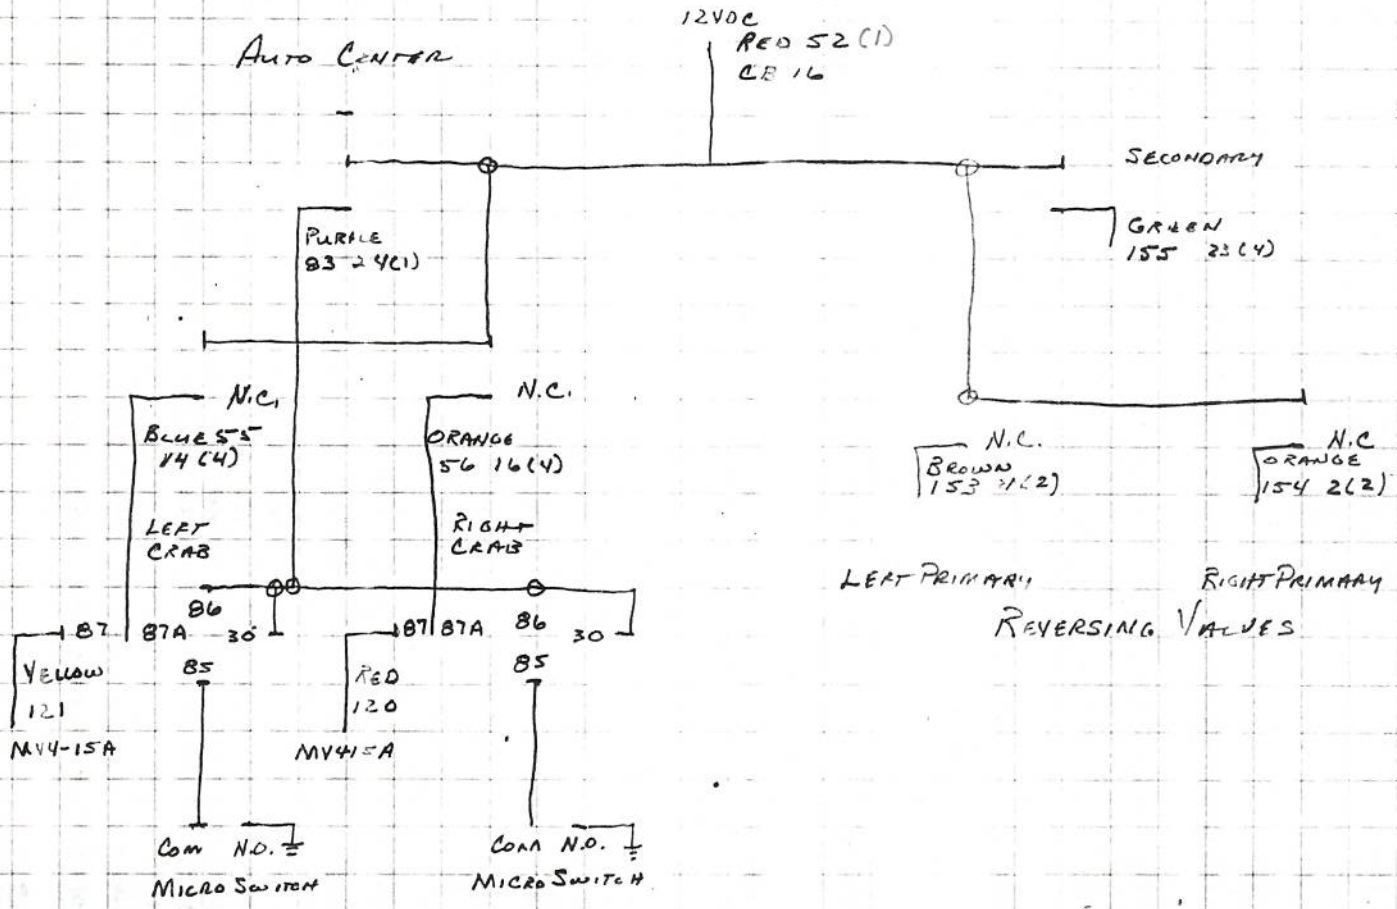 12VDC
AUTO CENTER
RED 52 (1)
CB 16
SECONDARY
PURPLE
83 24(1)
GREEN
155 23(4)
N.C.
N.C.
BLUE 55
14(4)
ORANGE
56 16(4)
N.C.
BROWN
153 (2)
N.C
ORANGE
154 2(2)
LEFT
CRAB
RIGHT
CRAB
LEFT PRIMARY
RIGHT PRIMARY
REVERSING VALVES
86
86
87 87A 30
87 87A 30
YELLOW
121
MV4-15A
85
RED
120
MV415A
85
COM N.O.
MICRO SWITCH
COM N.O.
MICRO SWITCH